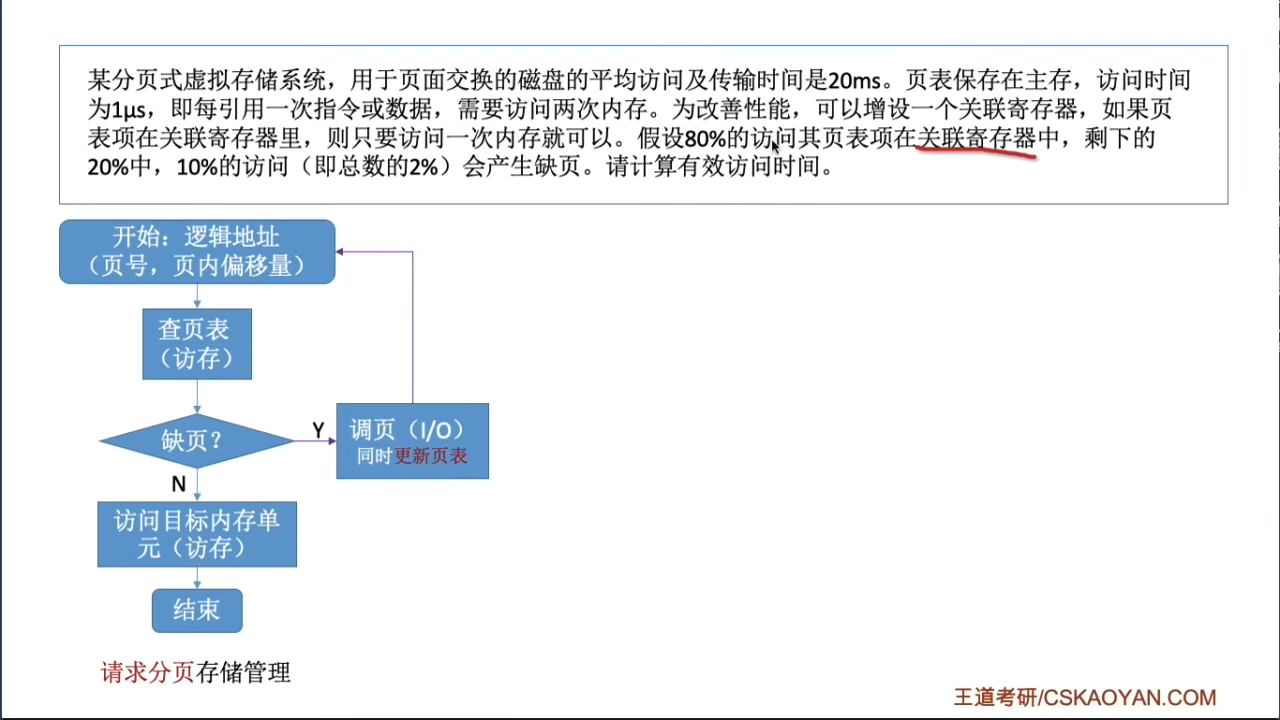 某分页式虚拟存储系统，用于页面交换的磁盘的平均访问及传输时间是20ms。页表保存在主存，访问时间
为1μs，即每引用一次指令或数据，需要访问两次内存。为改善性能，可以增设一个关联寄存器，如果页
表项在关联寄存器里，则只要访问一次内存就可以。假设80%的访问其页表项在关联寄存器中，剩下的
20%中，10%的访问（即总数的2%）会产生缺页。请计算有效访问时间。
开始：逻辑地址
（页号，页内偏移量）
查页表
（访存）
缺页？
Y
调页（I/O）
同时更新页表
N
访问目标内存单
元（访存）
结束
请求分页存储管理
王道考研/CSKAOYAN.COM